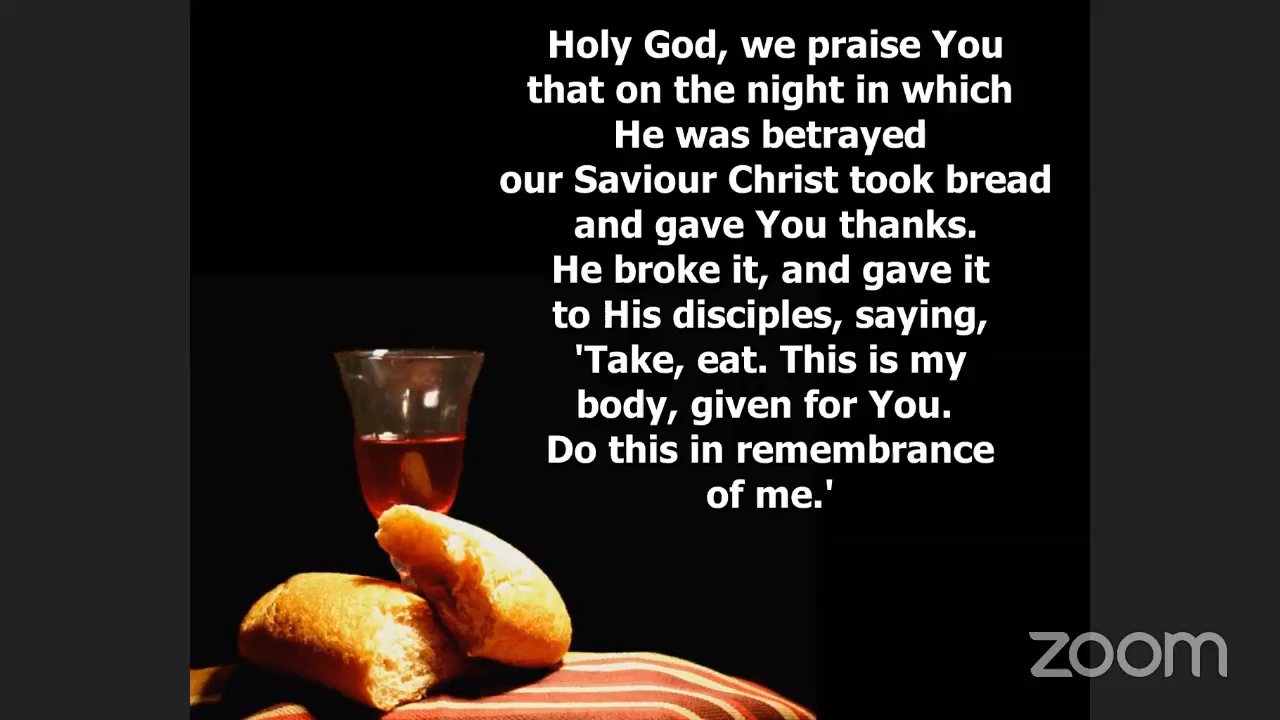 Holy God, we praise You
that on the night in which
He was betrayed
our Saviour Christ took bread
and gave You thanks.
He broke it, and gave it
to His disciples, saying,
'Take, eat. This is my
body, given for You.
Do this in remembrance
of me.'
zoom